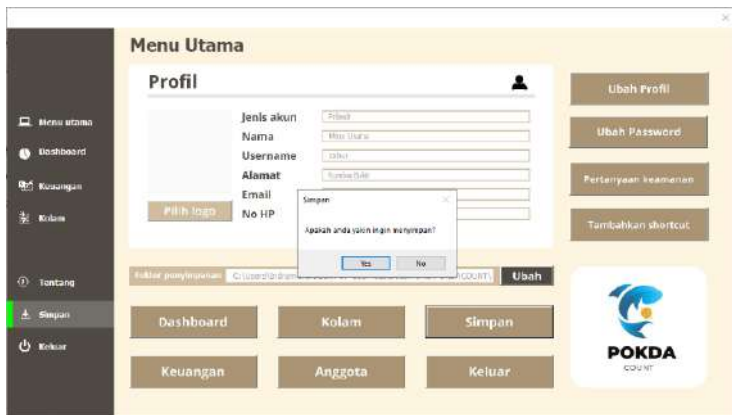 Menu Utama
Profil
Ubah Profil
Menu utama
Jenis akun
Pribadi
Nama
Ubah Password
Dashboard
Username
Alamat
Keuangan
Pertanyaan keamanan
Email
Simpan
Pilih logo
No HP
Kolam
Apakah anda yakin ingin menyimpan?
Tambahkan shortcut
Yes
No
Tentang
Folder penyimpanan
Ubah
Simpan
Dashboard
Kolam
Simpan
Keluar
POKDA
COUNT
Keuangan
Anggota
Keluar